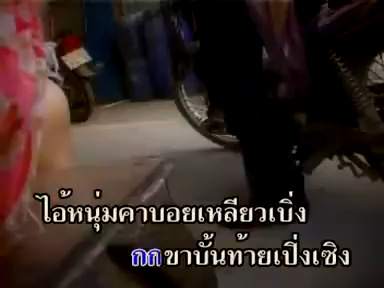 ไอ้หนุ่มคาบอยเหลียวเบิ่ง
กกขาบั้นท้ายเปิ่งเซิง